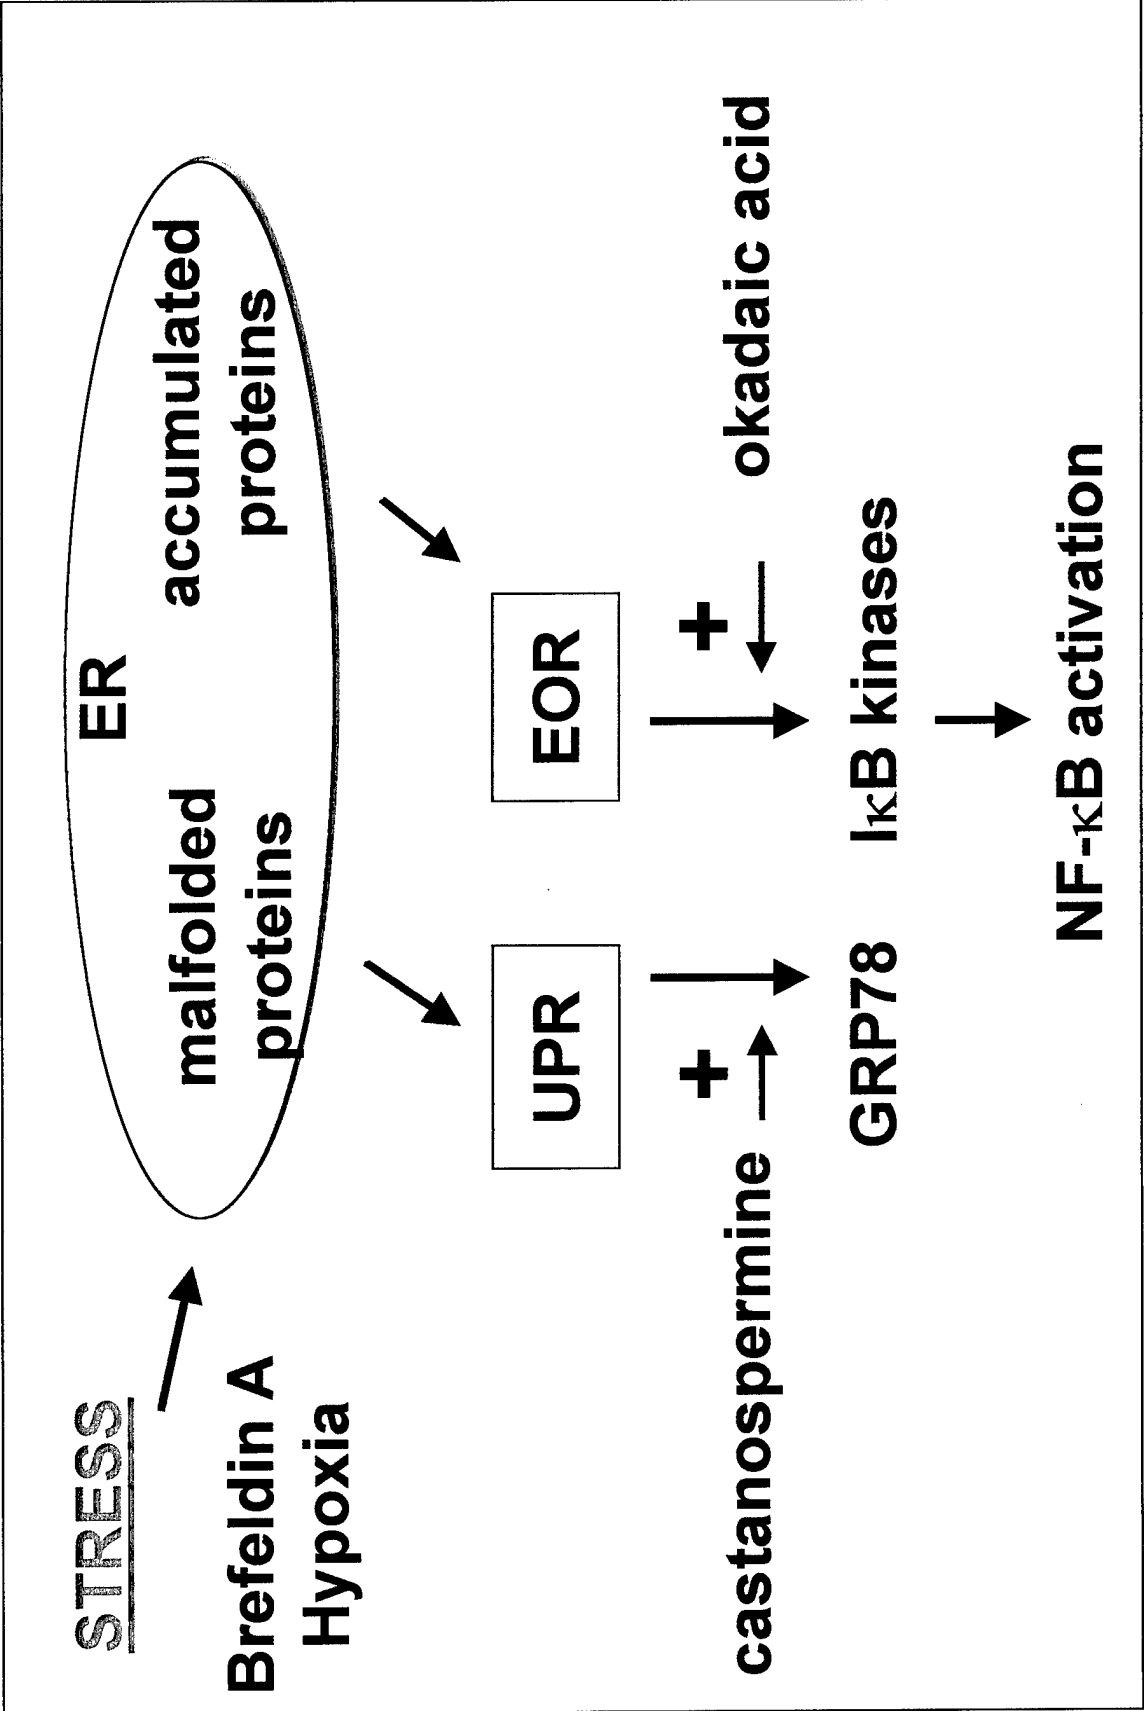 STRESS
Brefeldin A
Hypoxia
ER
malfolded
proteins
accumulated
proteins
UPR
EOR
+
+
castanospermine
okadaic acid
GRP78
IκB kinases
NF-κB activation